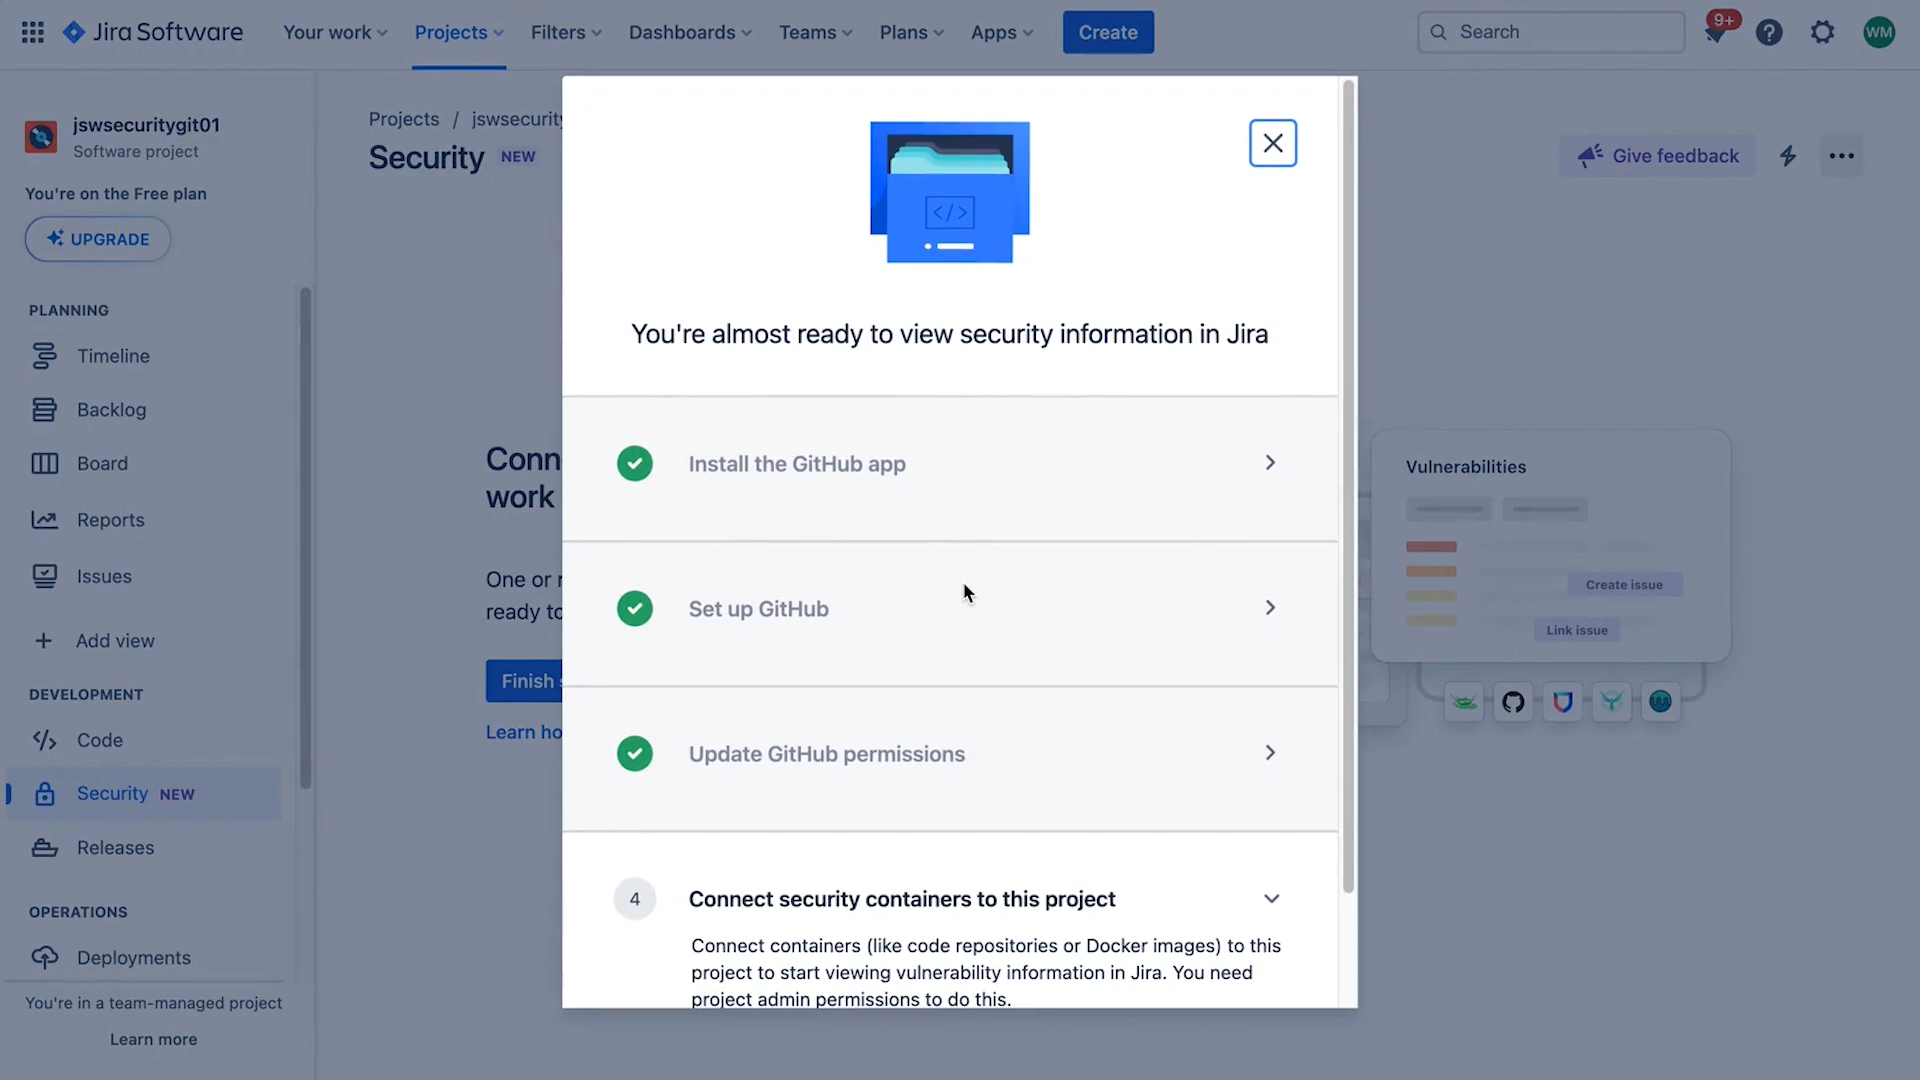 Jira Software
Your work
Projects
Filters
Dashboards
Teams
Plans
Apps
Create
Search
9+
WM
jswsecuritygit01
Software project
You're on the Free plan
UPGRADE
PLANNING
Timeline
Backlog
Board
Reports
Issues
Add view
DEVELOPMENT
Code
Security NEW
Releases
OPERATIONS
Deployments
You're in a team-managed project
Learn more
Projects /
Security NEW
Give feedback
work
One or
Finish
Learn
You're almost ready to view security information in Jira
Install the GitHub app
Set up GitHub
Update GitHub permissions
4
Connect security containers to this project
Connect containers (like code repositories or Docker images) to this
project to start viewing vulnerability information in Jira. You need
project admin permissions to do this.
Vulnerabilities
Create issue
Link issue